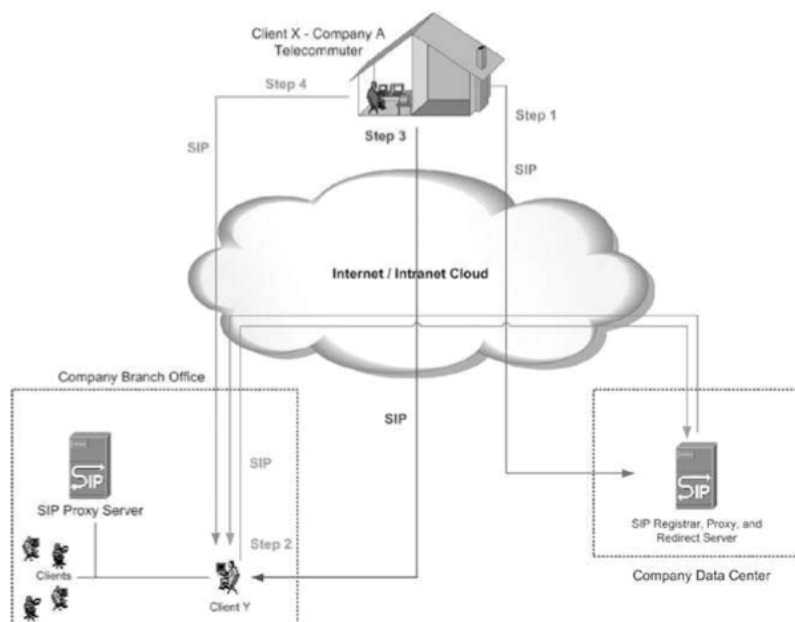 Client X - Company A
Telecommuter
Step 4
Step 1
Step 3
SIP
SIP
Internet / Intranet Cloud
Company Branch Office
SIP
SIP
SIP
SIP
SIP Proxy Server
SIP Registrar, Proxy, and
Redirect Server
Step 2
Clients
Company Data Center
Client Y